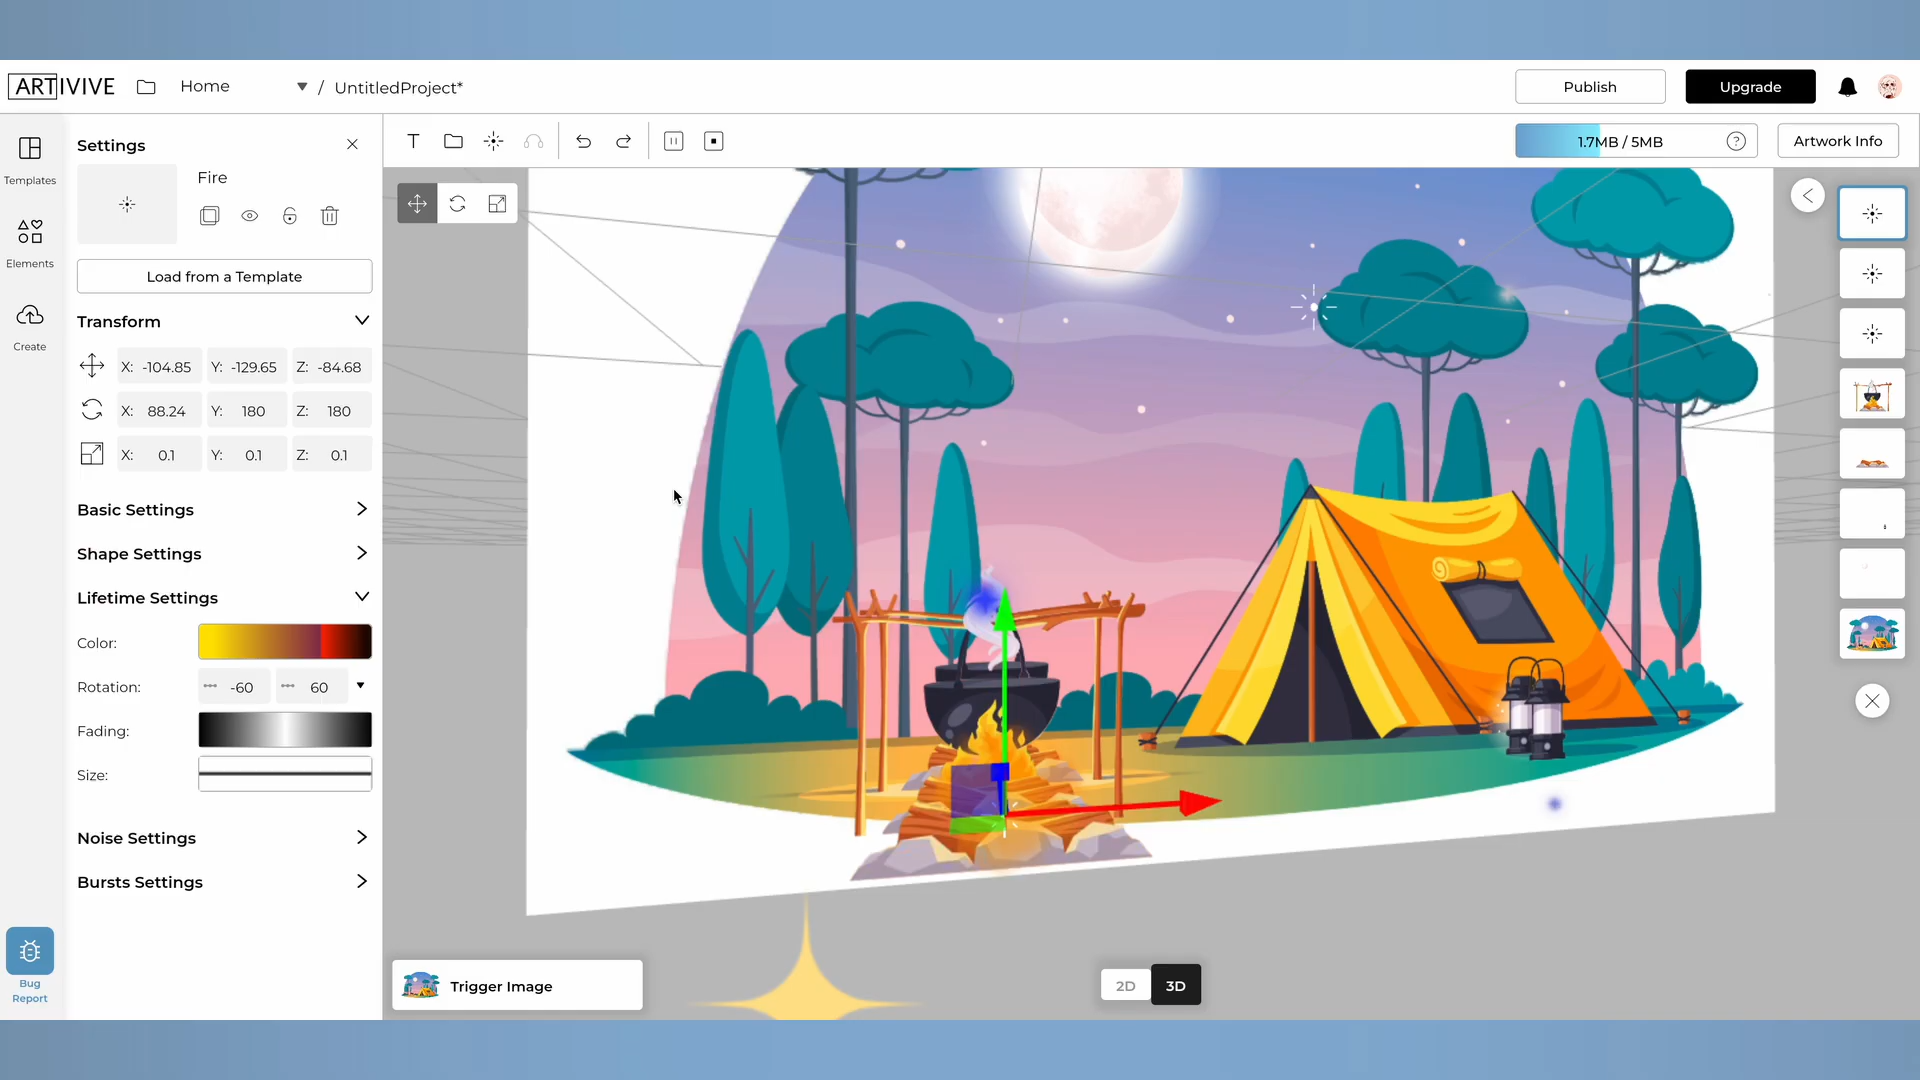 ARTIVIVE
Home
/ UntitledProject*
Publish
Upgrade
Templates
Elements
Create
Bug
Report
Settings
Fire
Load from a Template
Transform
X: -104.85 Y: -129.65 Z: -84.68
X: 88.24 Y: 180 Z: 180
X: 0.1 Y: 0.1 Z: 0.1
Basic Settings
Shape Settings
Lifetime Settings
Color:
Rotation: -60 60
Fading:
Size:
Noise Settings
Bursts Settings
T
1.7MB / 5MB
?
Artwork Info
Trigger Image
2D 3D